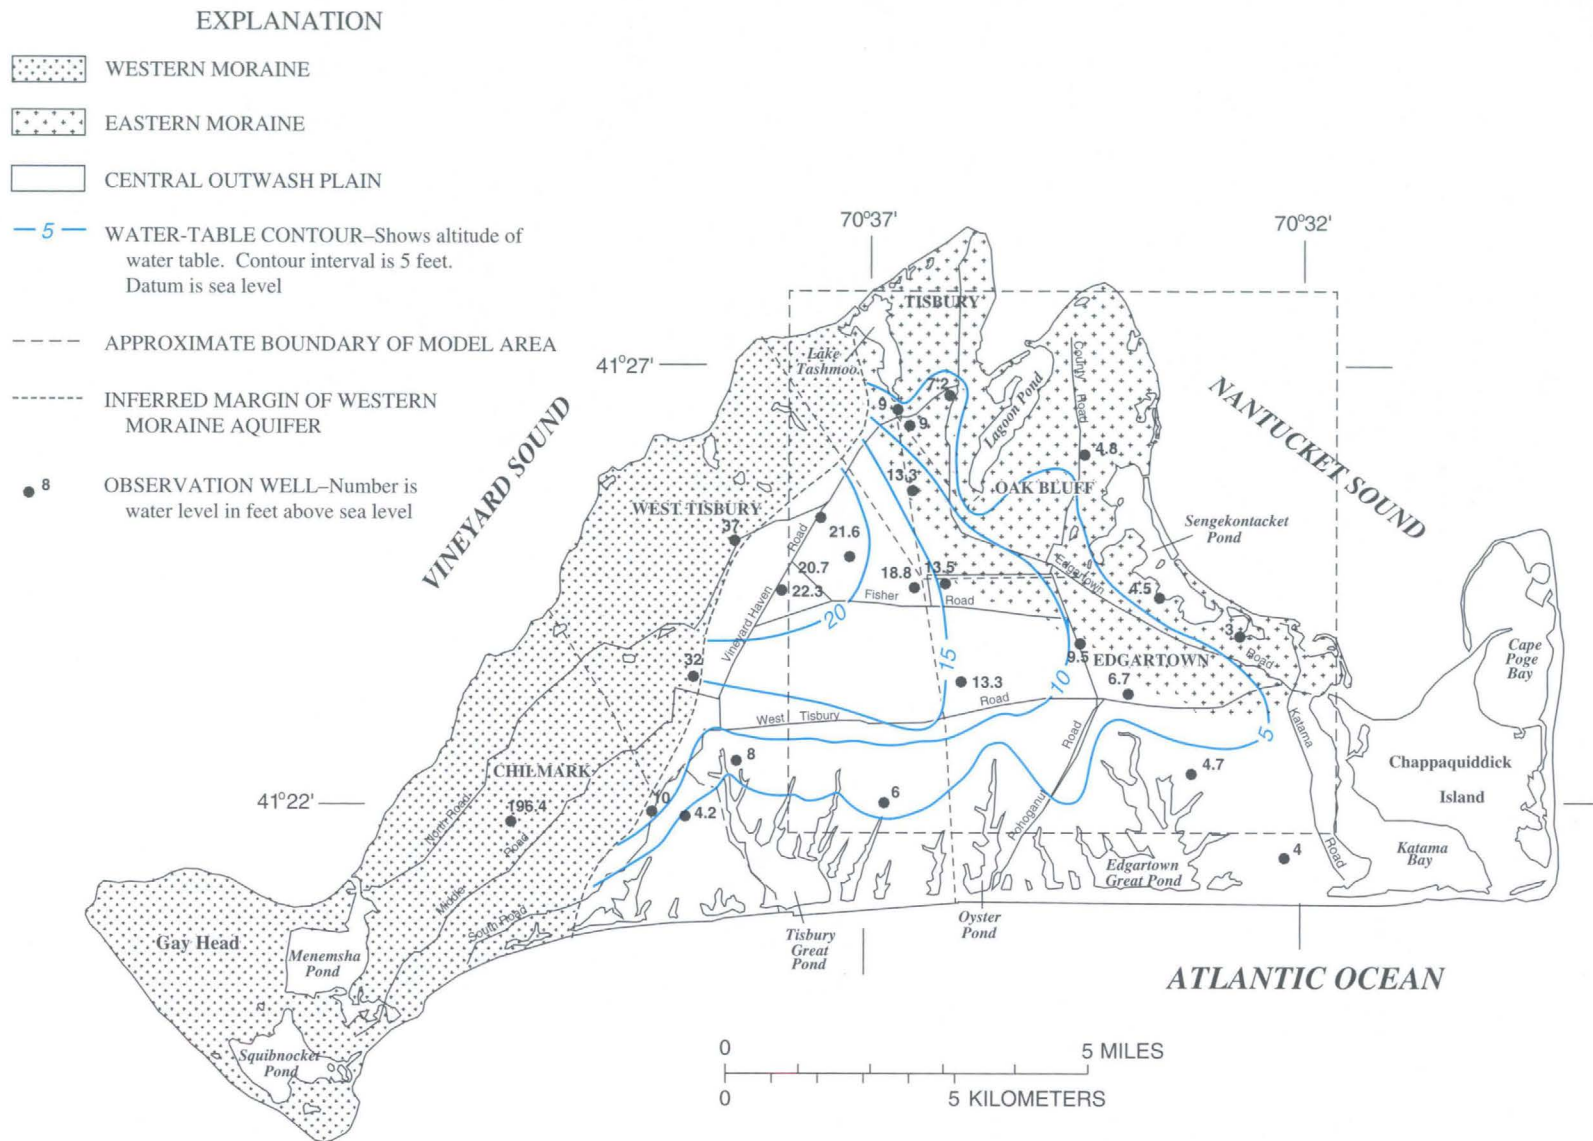 EXPLANATION
WESTERN MORAINE
EASTERN MORAINE
CENTRAL OUTWASH PLAIN
5
WATER-TABLE CONTOUR–Shows altitude of
water table. Contour interval is 5 feet.
Datum is sea level
APPROXIMATE BOUNDARY OF MODEL AREA
INFERRED MARGIN OF WESTERN
MORAINE AQUIFER
8
OBSERVATION WELL–Number is
water level in feet above sea level
70°37'
70°32'
41°27'
41°22'
VINEYARD SOUND
NANTUCKET SOUND
ATLANTIC OCEAN
TISBURY
Lake
Tashmoo
Lagoon Pond
County Road
7.2
9
9
4.8
13.3
OAK BLUFF
WEST TISBURY
37
Sengekontacket
Pond
21.6
Road
20.7
22.3
Vineyard Haven
18.8
13.5
Fisher
Road
Edgartown
4.5
3
Road
20
15
10
5
32
9.5
EDGARTOWN
6.7
13.3
Road
West
Tisbury
Road
Katama
Cape
Poge
Bay
8
4.7
Chappaquiddick
Island
CHILMARK
196.4
10
4.2
6
North Road
Road
Middle
South Road
Pohoganut
Edgartown
Great Pond
4
Road
Katama
Bay
Gay Head
Menemsha
Pond
Squibnocket
Pond
Tisbury
Great
Pond
Oyster
Pond
0
5 MILES
0
5 KILOMETERS